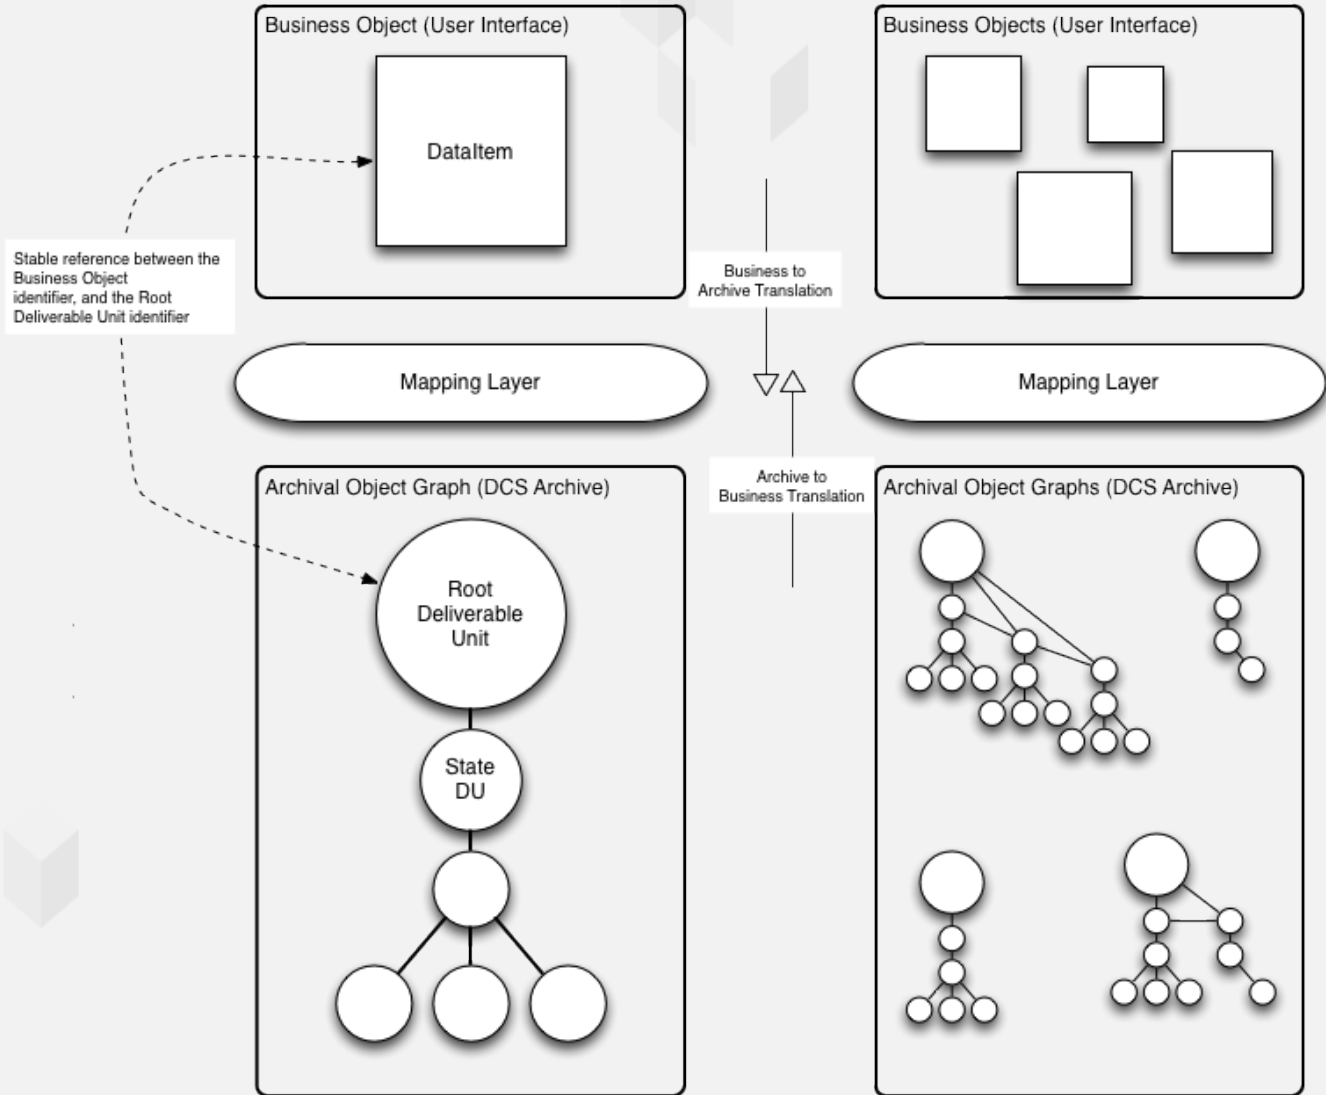 Business Object (User Interface)
DataItem
Stable reference between the
Business Object
identifier, and the Root
Deliverable Unit identifier
Mapping Layer
Archival Object Graph (DCS Archive)
Root
Deliverable
Unit
State
DU
Business to
Archive Translation
Archive to
Business Translation
Business Objects (User Interface)
Mapping Layer
Archival Object Graphs (DCS Archive)